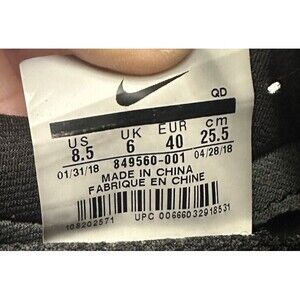 QD
US UK EUR cm
8.5 6 40 25.5
01/31/18 849560-001 04/28/18
MADE IN CHINA
FABRIQUE EN CHINE
108202571 UPC 00666032918531